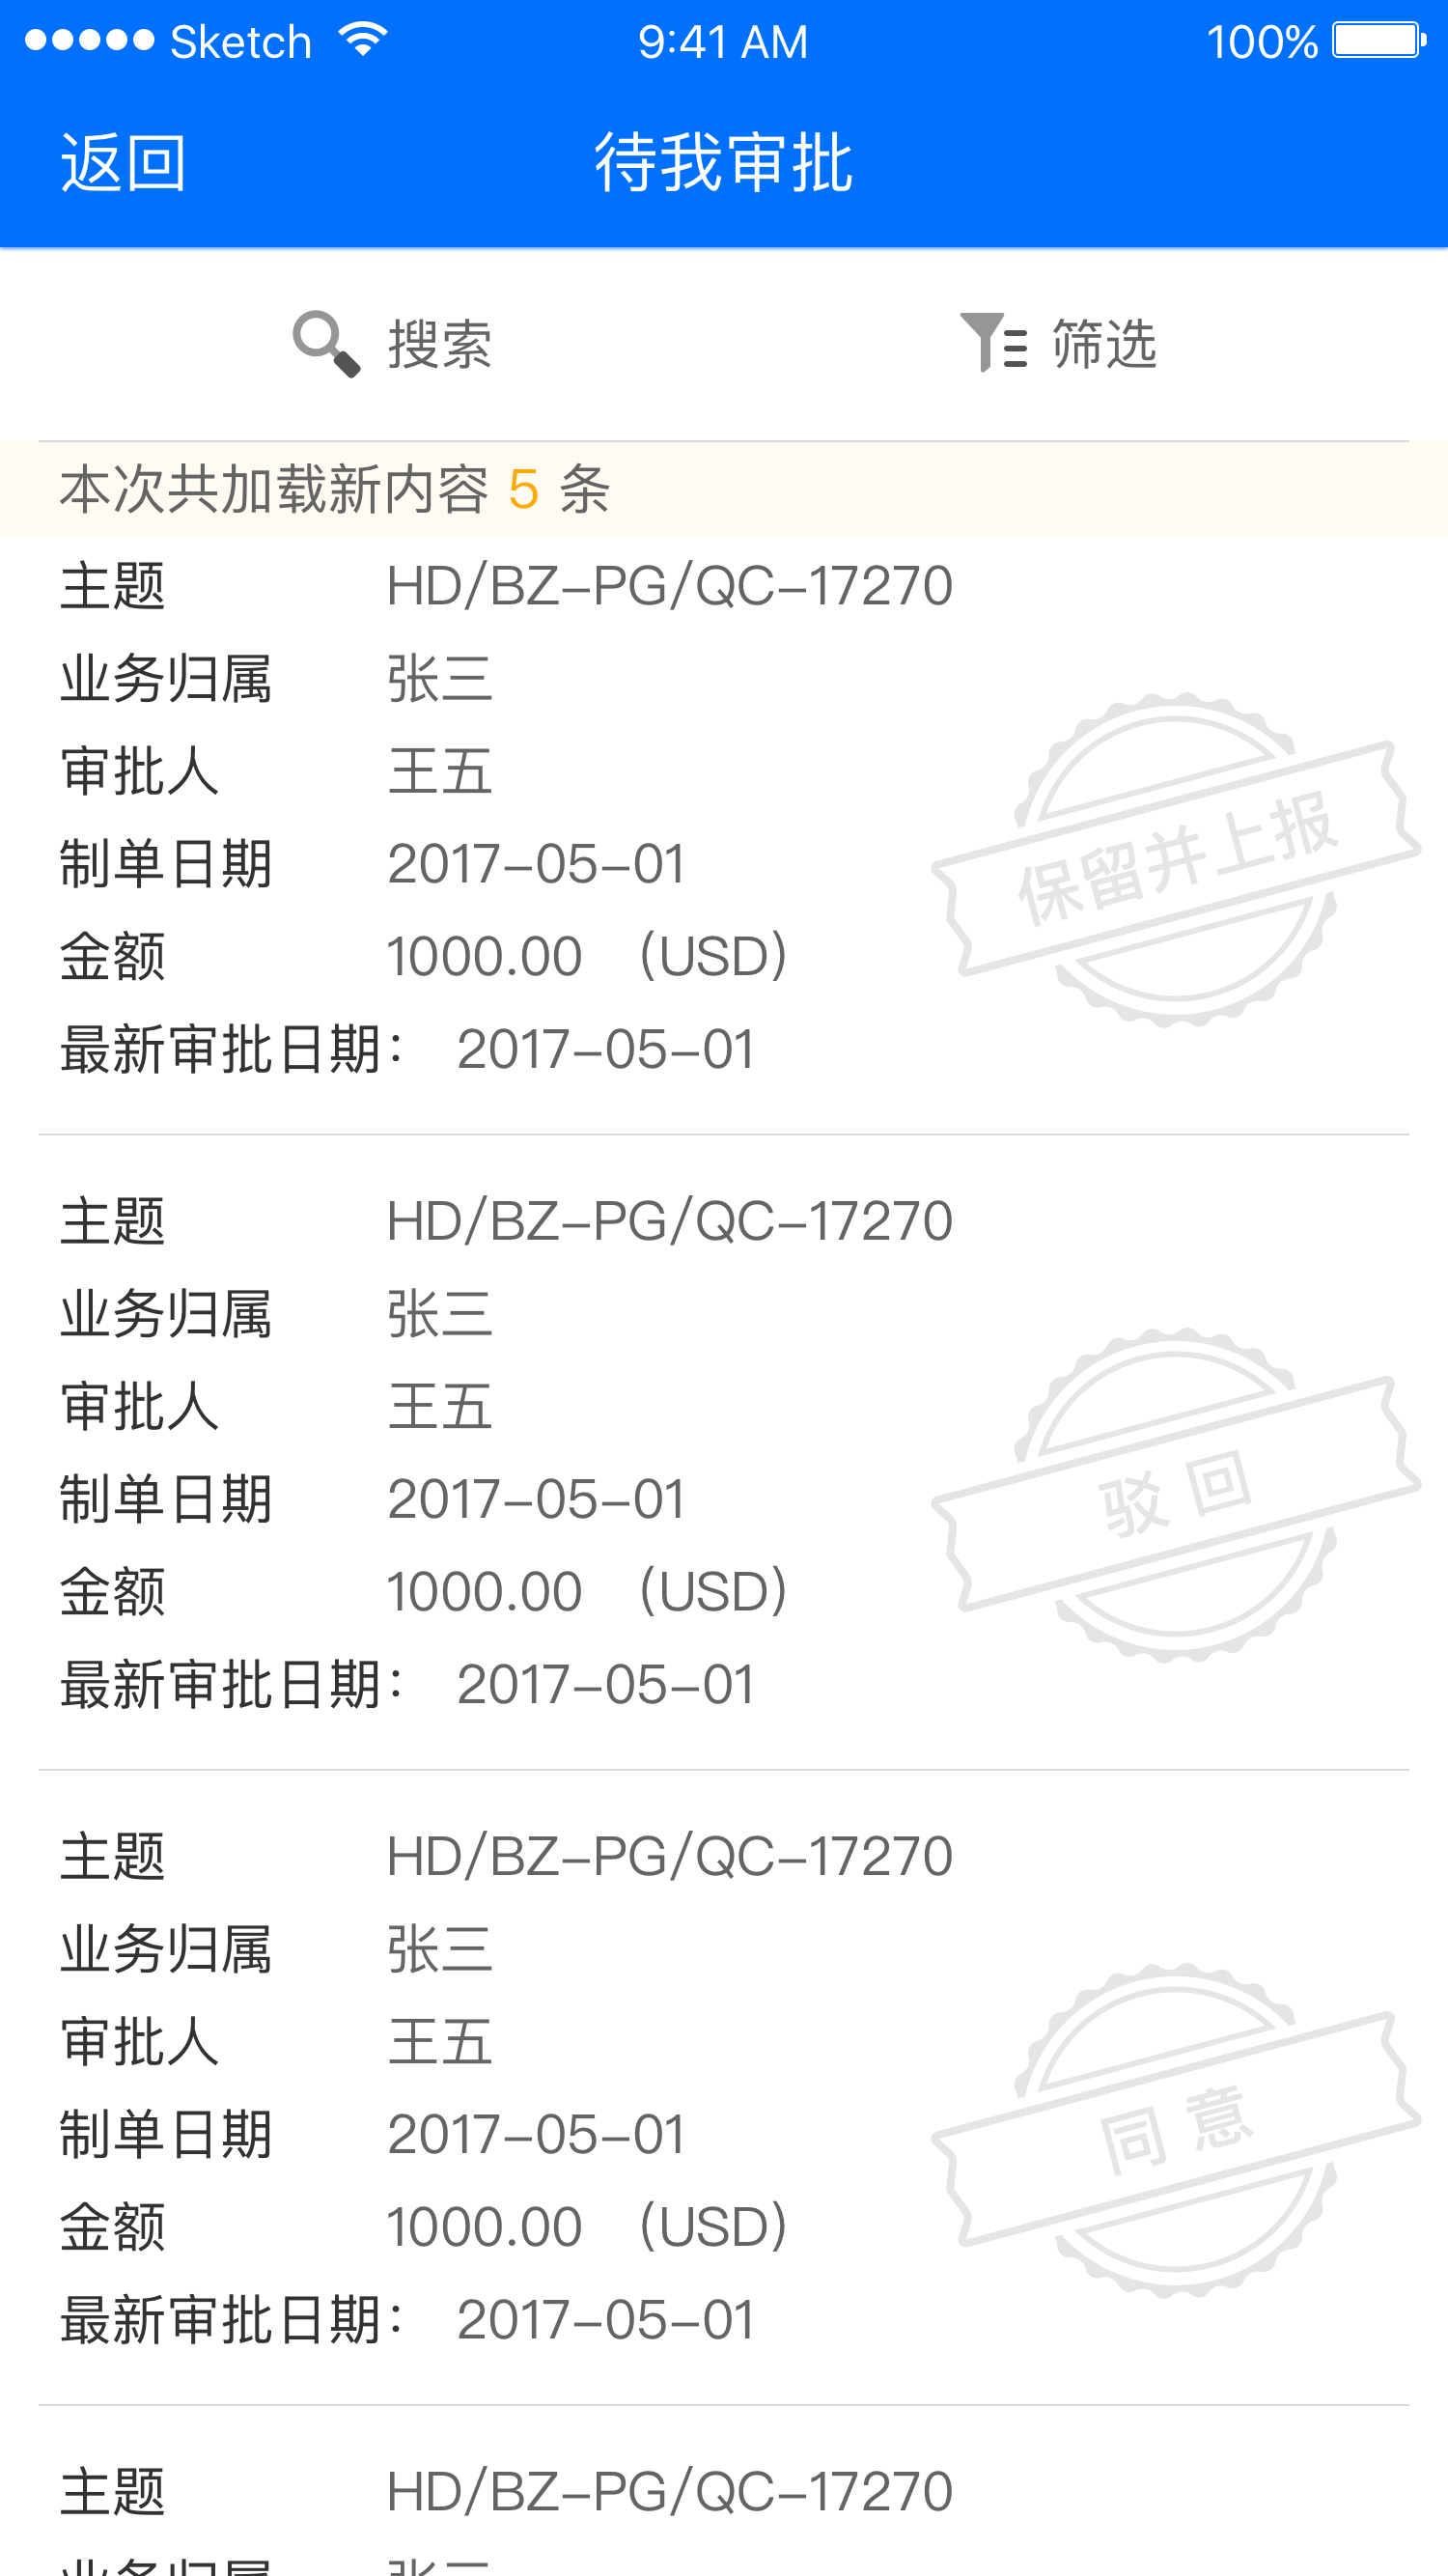 Sketch 9:41 AM 100%
返回 待我审批
搜索 筛选
本次共加载新内容 5 条
主题 HD/BZ-PG/QC-17270
业务归属 张三
审批人 王五
制单日期 2017-05-01
金额 1000.00 (USD)
最新审批日期: 2017-05-01
保留并上报
主题 HD/BZ-PG/QC-17270
业务归属 张三
审批人 王五
制单日期 2017-05-01
金额 1000.00 (USD)
最新审批日期: 2017-05-01
驳 回
主题 HD/BZ-PG/QC-17270
业务归属 张三
审批人 王五
制单日期 2017-05-01
金额 1000.00 (USD)
最新审批日期: 2017-05-01
同 意
主题 HD/BZ-PG/QC-17270
业务归属 张三